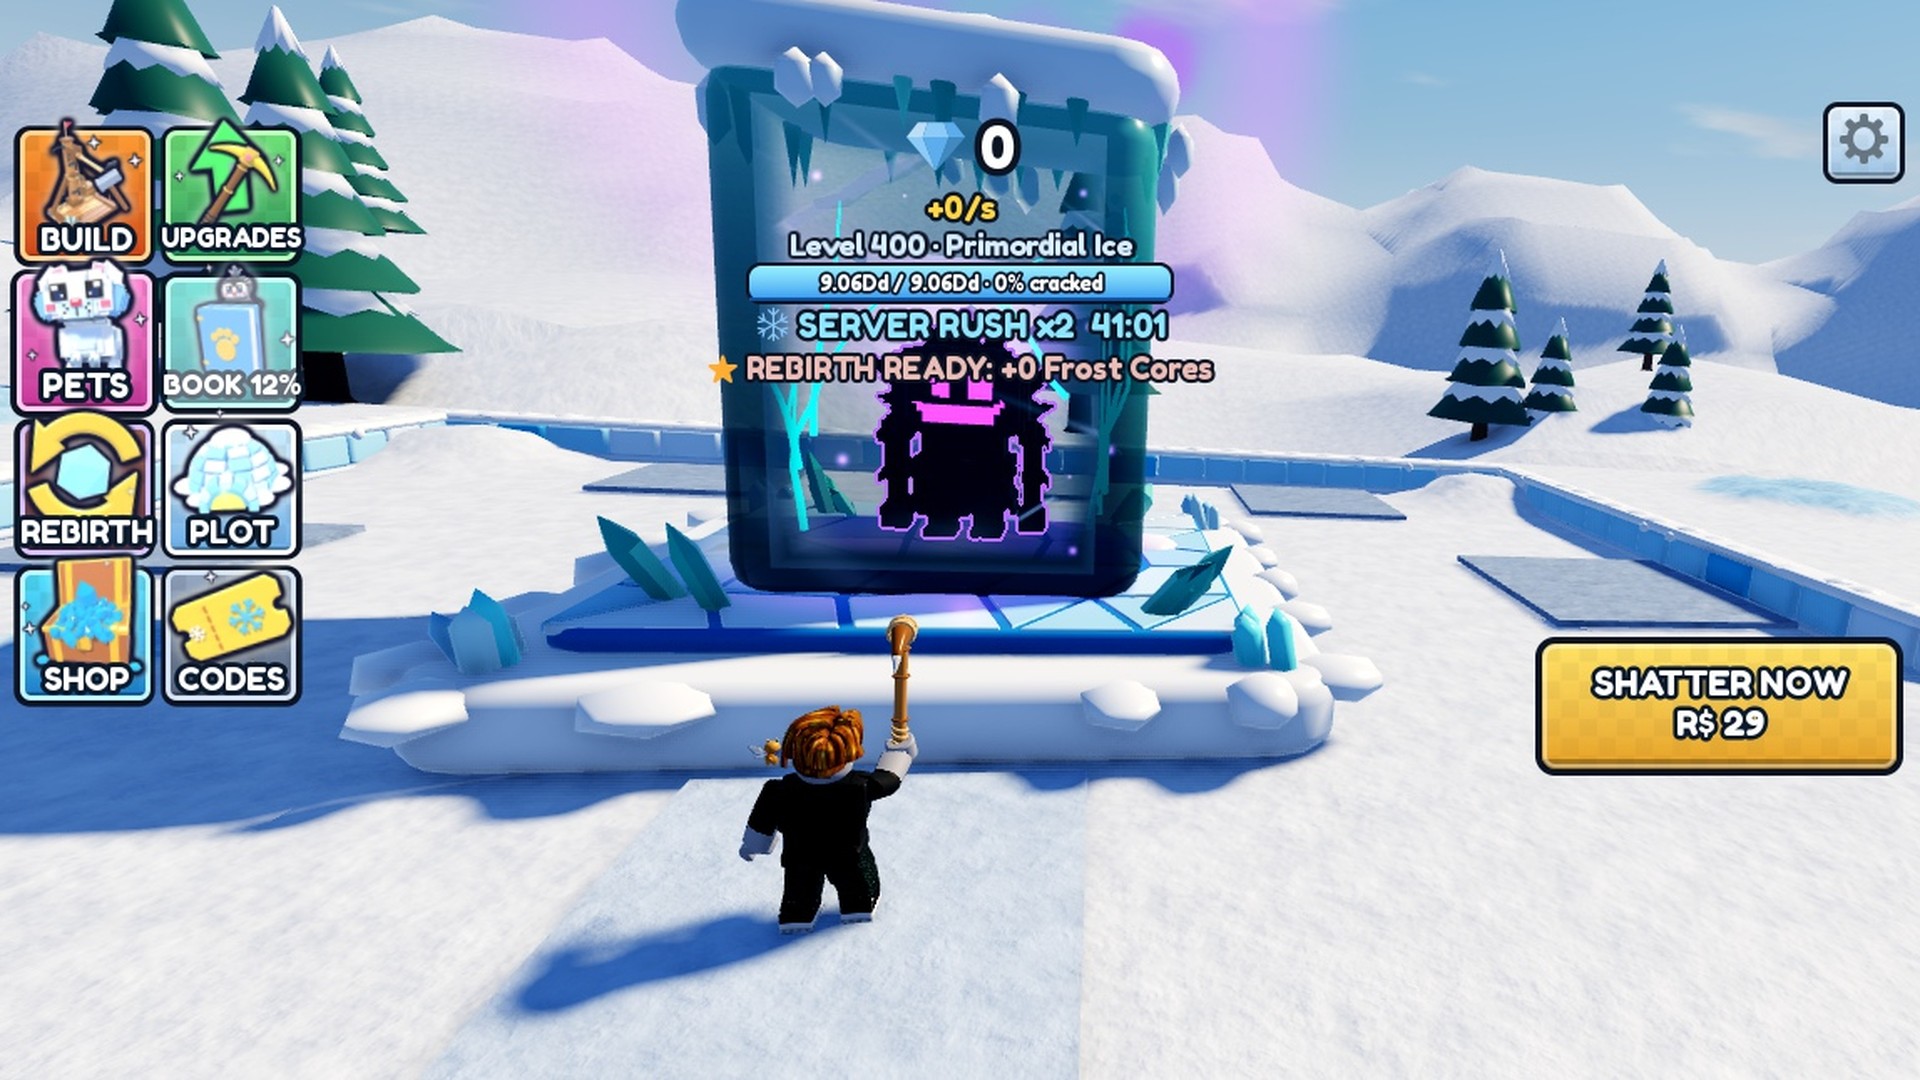 0
+0/s
Level 400 · Primordial Ice
9.06Dd / 9.06Dd · 0% cracked
SERVER RUSH x2 41:01
REBIRTH READY: +0 Frost Cores
BUILD
UPGRADES
PETS
BOOK 12%
REBIRTH
PLOT
SHOP
CODES
SHATTER NOW
R$ 29